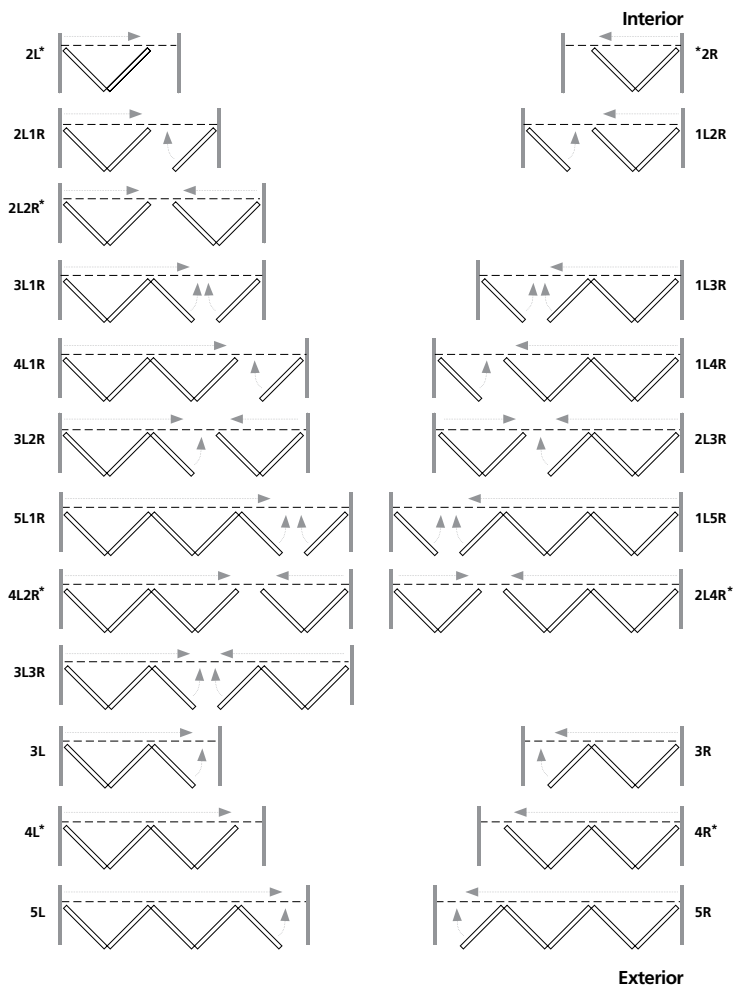 Interior
2L*
*2R
2L1R
1L2R
2L2R*
3L1R
1L3R
4L1R
1L4R
3L2R
2L3R
5L1R
1L5R
4L2R*
2L4R*
3L3R
3L
3R
4L*
4R*
5L
5R
Exterior